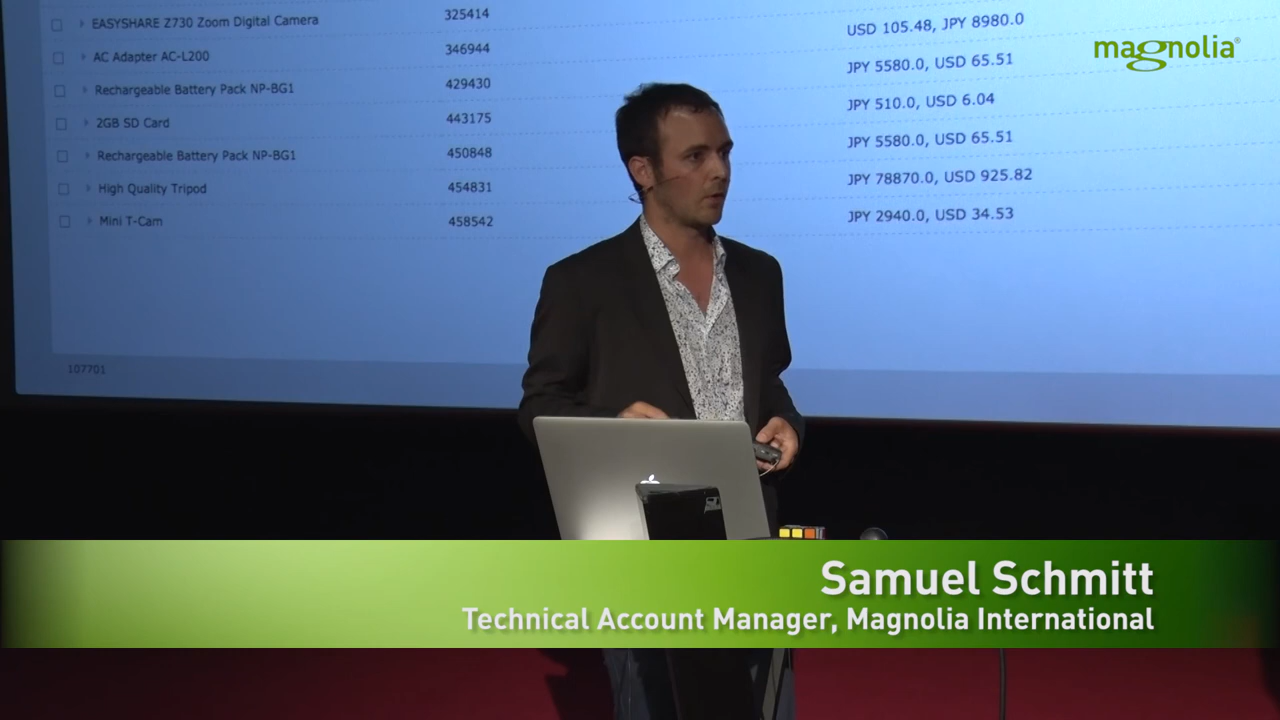 EASYSHARE Z730 Zoom Digital Camera 325414 USD 105.48, JPY 8980.0
magnolia®
AC Adapter AC-L200 346944 JPY 5580.0, USD 65.51
Rechargeable Battery Pack NP-BG1 429430 JPY 510.0, USD 6.04
2GB SD Card 443175 JPY 5580.0, USD 65.51
Rechargeable Battery Pack NP-BG1 450848 JPY 78870.0, USD 925.82
High Quality Tripod 454831 JPY 2940.0, USD 34.53
Mini T-Cam 458542
107701
Samuel Schmitt
Technical Account Manager, Magnolia International